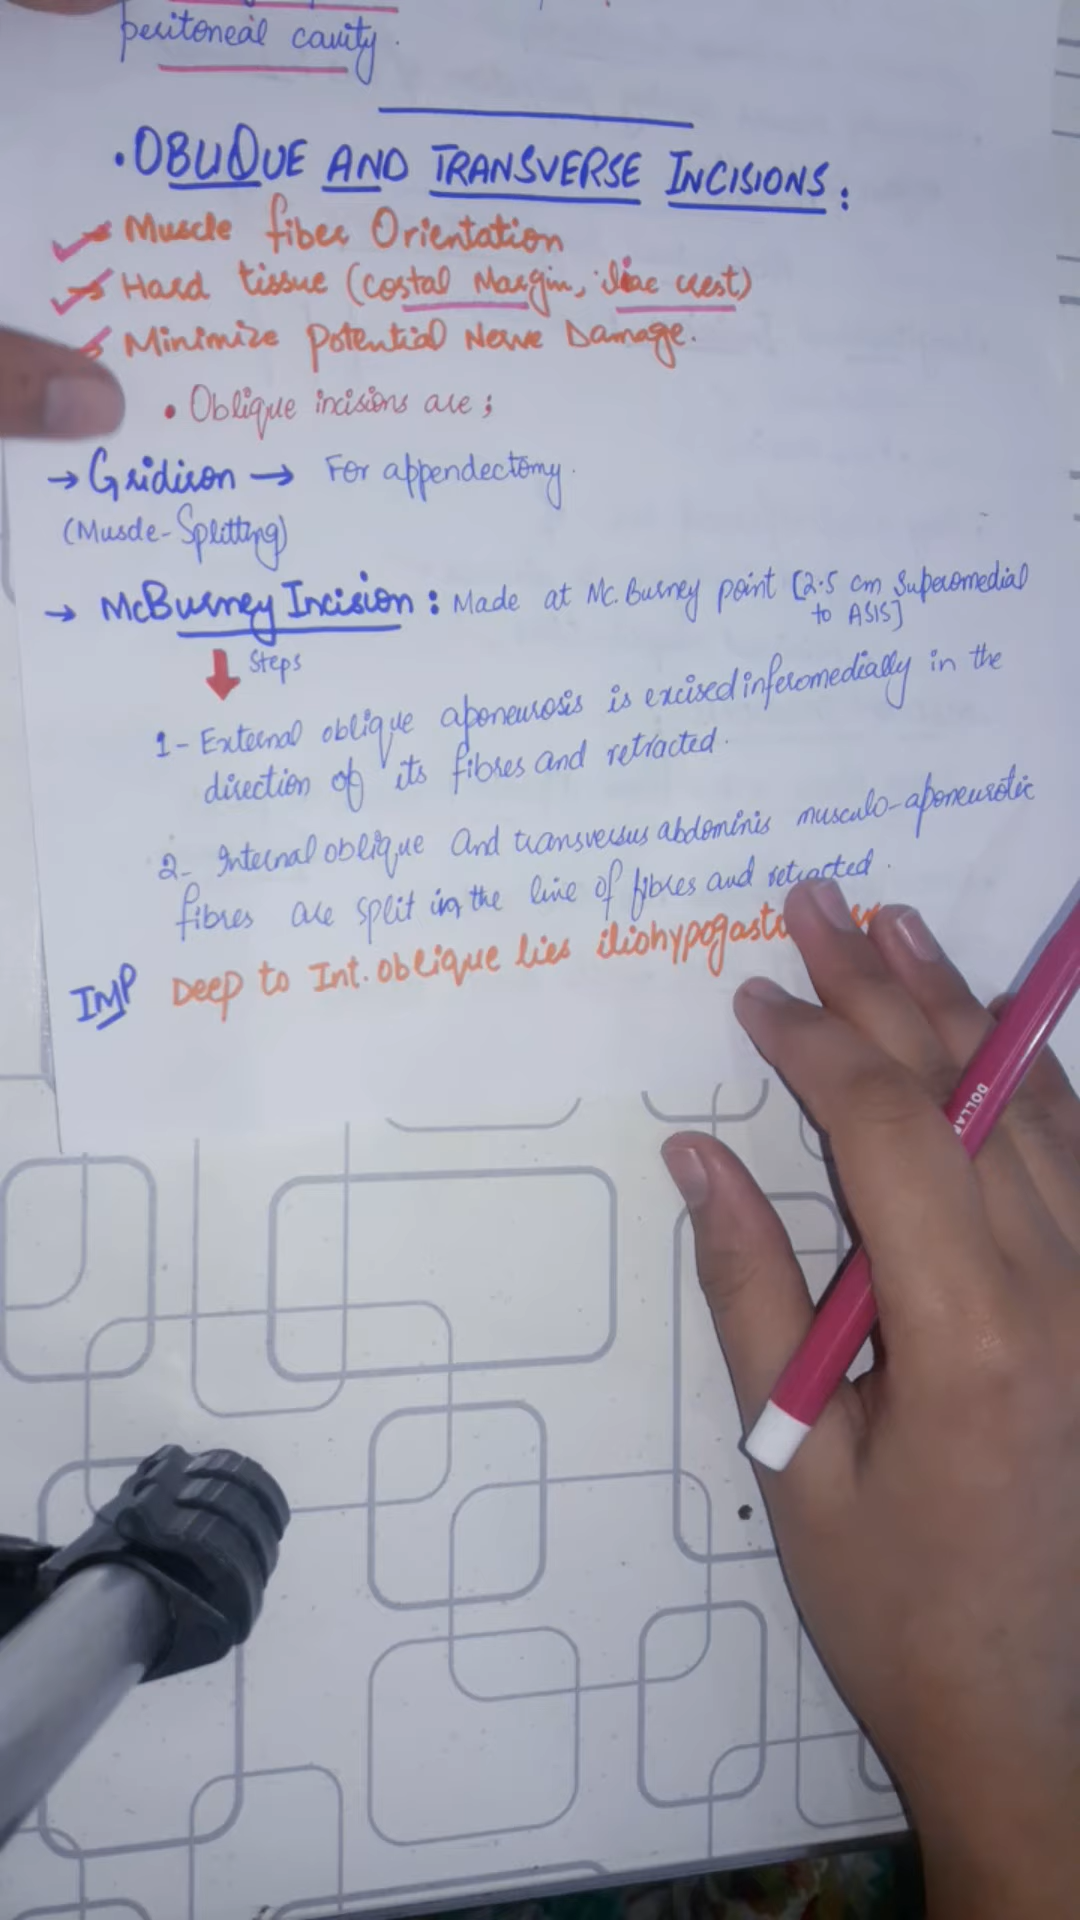 peritoneal cavity.
• OBLIQUE AND TRANSVERSE INCISIONS :
→ Muscle fiber Orientation
→ Hard tissue (costal Margin, iliac crest)
Minimize Potential Nerve Damage.
• Oblique incisions are ;
→ Gridiron → For appendectomy.
(Muscle-Splitting)
→ McBurney Incision : Made at Mc.Burney point [2.5 cm Superomedial
to ASIS]
Steps
1- External oblique aponeurosis is excised inferomedially in the
direction of its fibres and retracted.
2- Internal oblique and transversus abdominis musculo-aponeurotic
fibres are split in the line of fibres and retracted.
IMP Deep to Int. oblique lies
DOLLAR